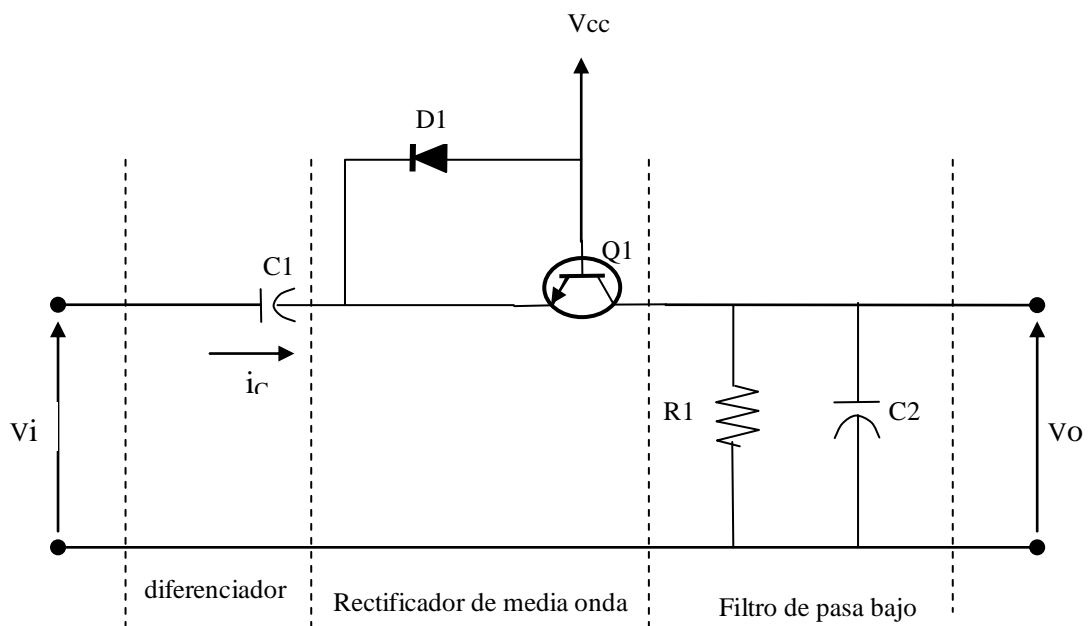 Vcc
D1
Q1
C1
iC
Vi
R1
C2
Vo
diferenciador
Rectificador de media onda
Filtro de pasa bajo